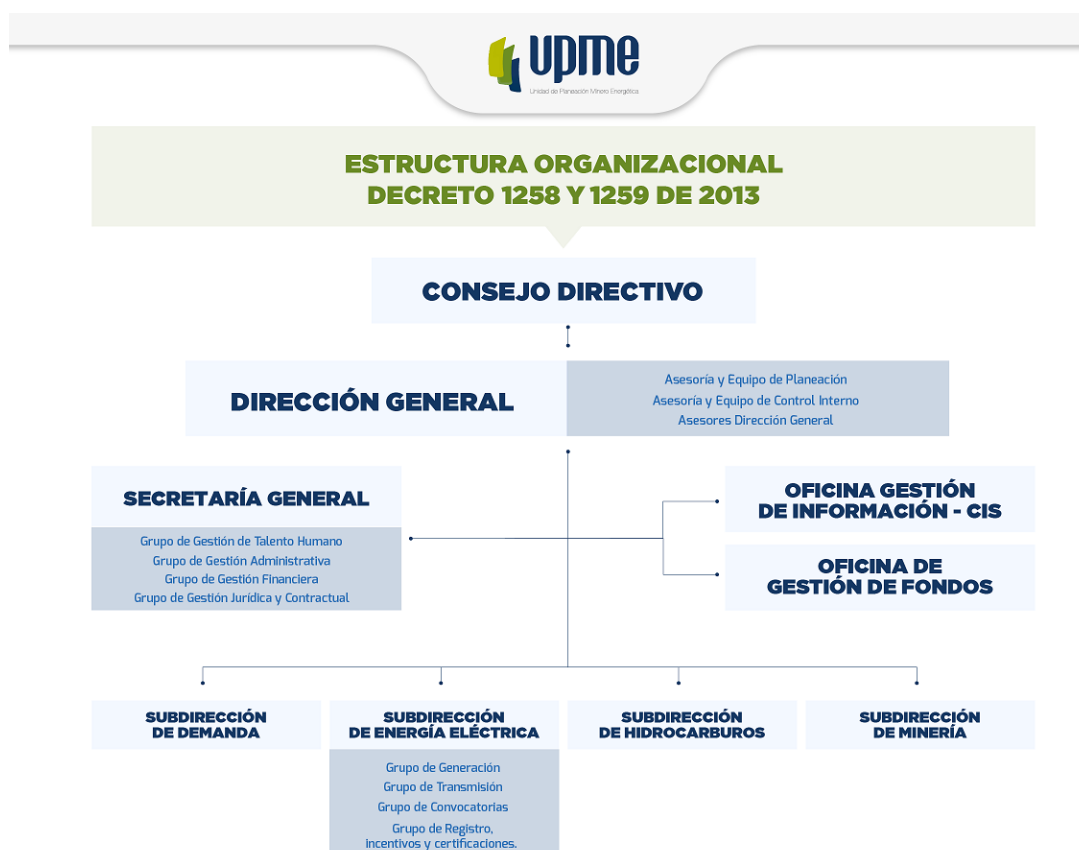 upme
Unidad de Planeación Minero Energética
ESTRUCTURA ORGANIZACIONAL
DECRETO 1258 Y 1259 DE 2013
CONSEJO DIRECTIVO
DIRECCIÓN GENERAL
Asesoría y Equipo de Planeación
Asesoría y Equipo de Control Interno
Asesores Dirección General
SECRETARÍA GENERAL
Grupo de Gestión de Talento Humano
Grupo de Gestión Administrativa
Grupo de Gestión Financiera
Grupo de Gestión Jurídica y Contractual
OFICINA GESTIÓN
DE INFORMACIÓN - CIS
OFICINA DE
GESTIÓN DE FONDOS
SUBDIRECCIÓN
DE DEMANDA
SUBDIRECCIÓN
DE ENERGÍA ELÉCTRICA
Grupo de Generación
Grupo de Transmisión
Grupo de Convocatorias
Grupo de Registro,
incentivos y certificaciones.
SUBDIRECCIÓN
DE HIDROCARBUROS
SUBDIRECCIÓN
DE MINERÍA